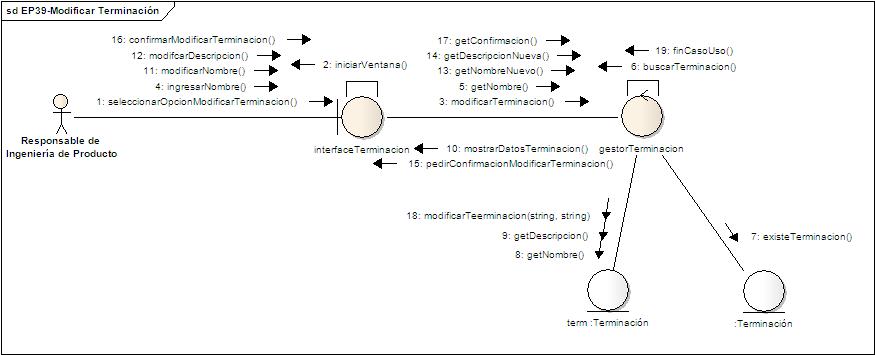 sd EP39-Modificar Terminación
16: confirmarModificarTerminacion()
12: modifcarDescripcion()
11: modificarNombre()
4: ingresarNombre()
1: seleccionarOpcionModificarTerminacion()
2: iniciarVentana()
17: getConfirmacion()
14: getDescripcionNueva()
13: getNombreNuevo()
5: getNombre()
3: modificarTerminacion()
19: finCasoUso()
6: buscarTerminacion()
Responsable de
Ingeniería de Producto
interfaceTerminacion
gestorTerminacion
10: mostrarDatosTerminacion()
15: pedirConfirmacionModificarTerminacion()
18: modificarTeerminacion(string, string)
9: getDescripcion()
8: getNombre()
7: existeTerminacion()
term :Terminación
:Terminación